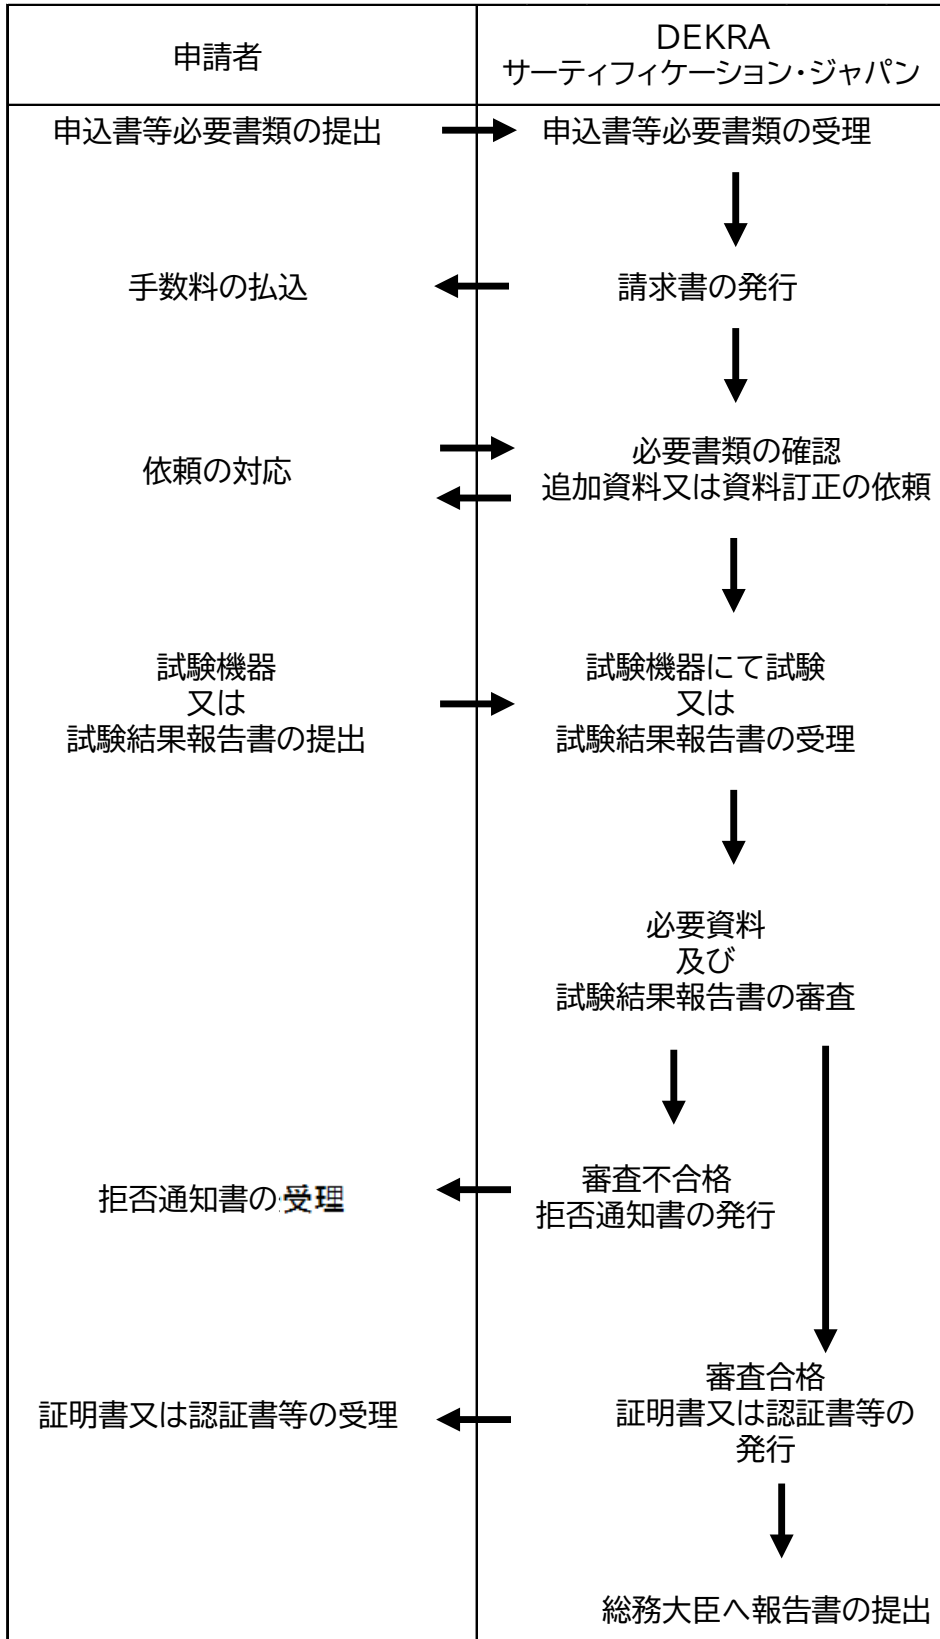 申請者
DEKRA
サーティフィケーション・ジャパン
申込書等必要書類の提出
申込書等必要書類の受理
手数料の払込
請求書の発行
依頼の対応
必要書類の確認
追加資料又は資料訂正の依頼
試験機器
又は
試験結果報告書の提出
試験機器にて試験
又は
試験結果報告書の受理
必要資料
及び
試験結果報告書の審査
拒否通知書の受理
審査不合格
拒否通知書の発行
証明書又は認証書等の受理
審査合格
証明書又は認証書等の
発行
総務大臣へ報告書の提出